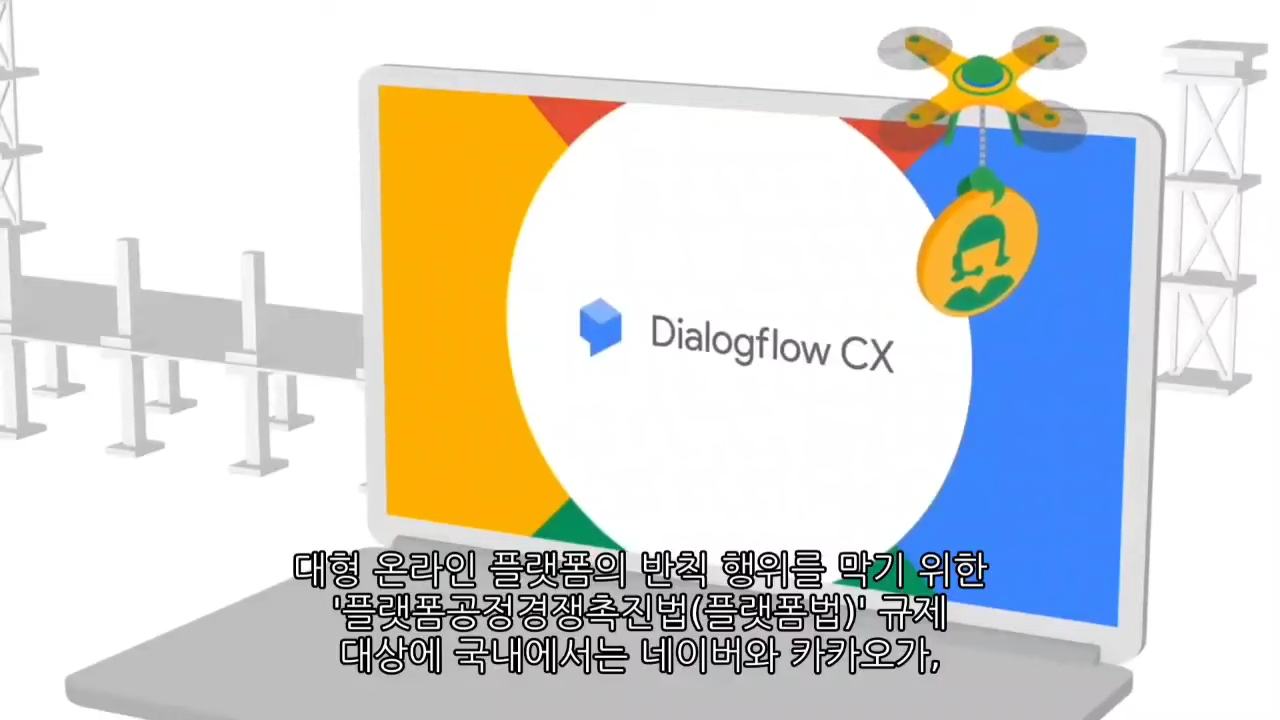 Dialogflow CX
대형 온라인 플랫폼의 반칙 행위를 막기 위한
'플랫폼공정경쟁촉진법(플랫폼법)' 규제
대상에 국내에서는 네이버와 카카오가,